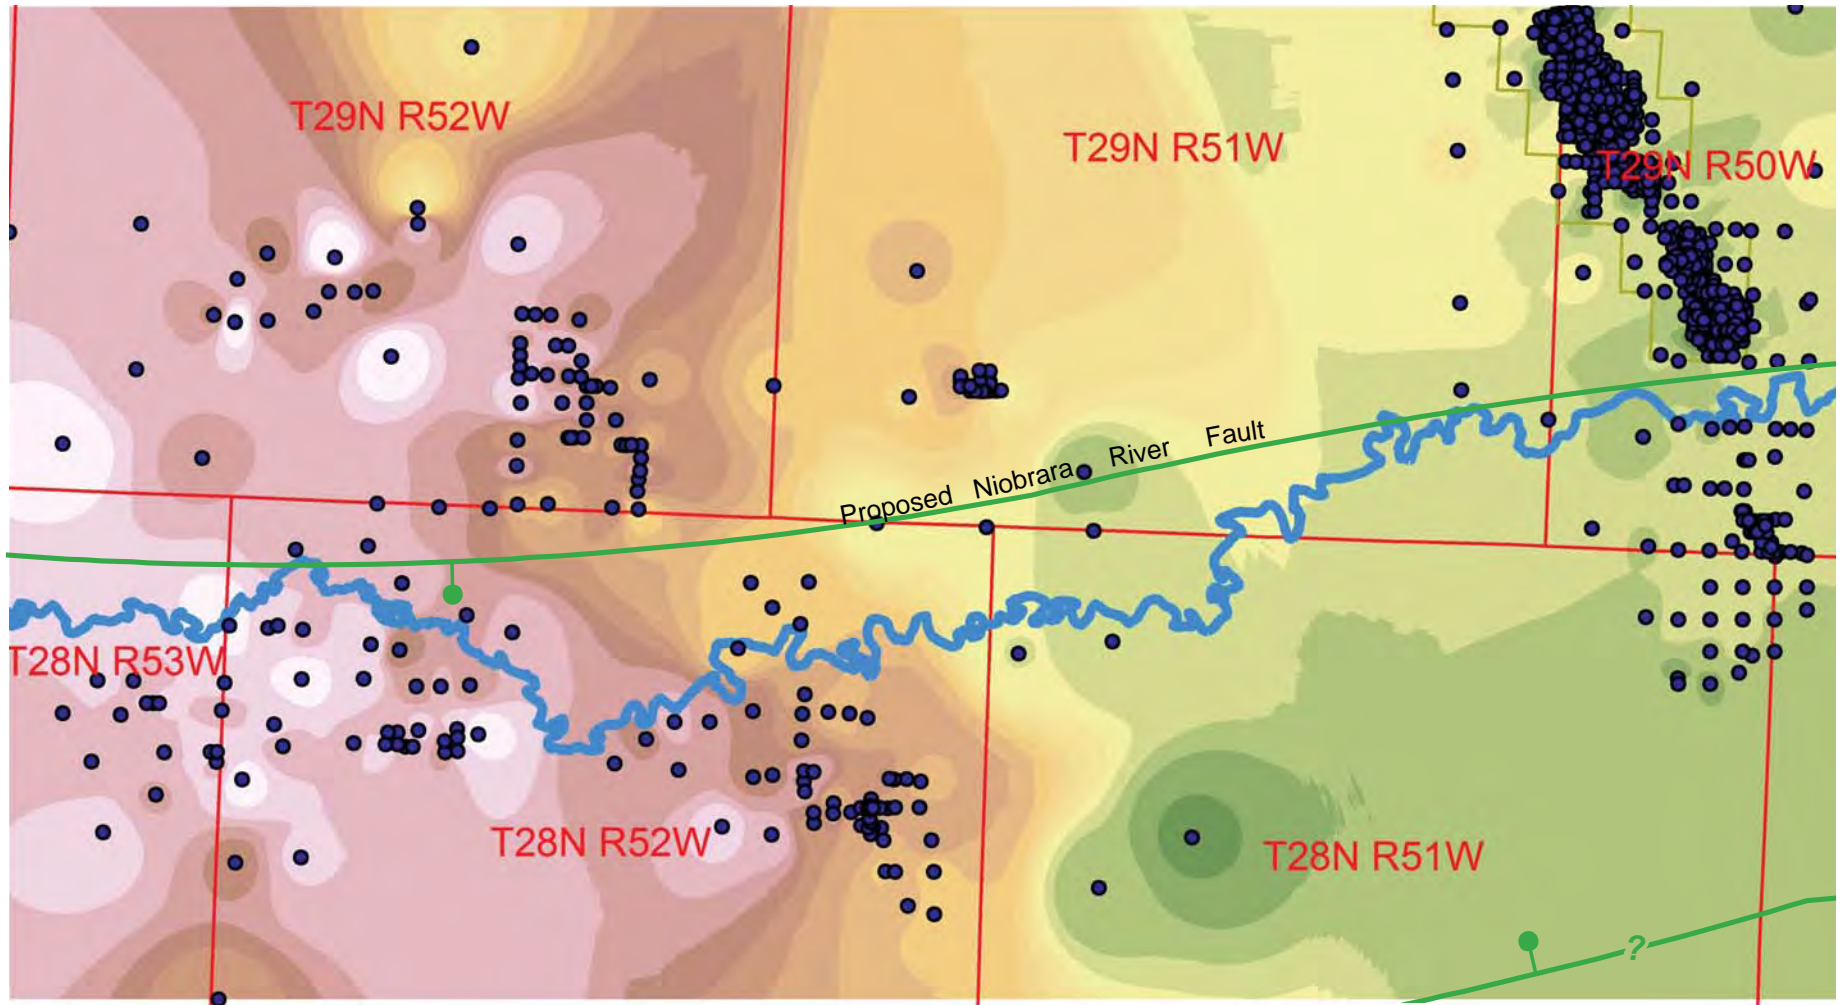 T29N R52W
T29N R51W
T29N R50W
Proposed Niobrara River Fault
T28N R53W
T28N R52W
T28N R51W
?